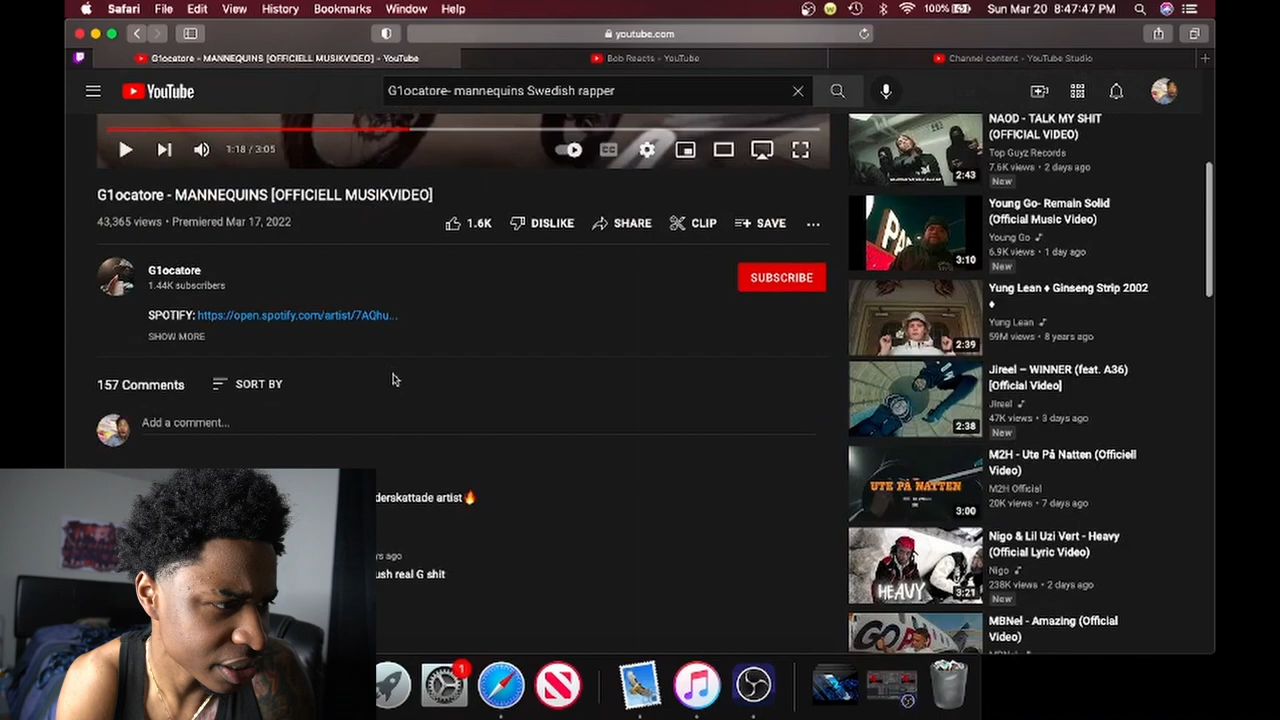 Safari File Edit View History Bookmarks Window Help
100% Sun Mar 20 8:47:47 PM
youtube.com
G1ocatore – MANNEQUINS [OFFICIELL MUSIKVIDEO] – YouTube
Bob Reacts – YouTube
Channel content – YouTube Studio
YouTube
G1ocatore- mannequins Swedish rapper
1:18 / 3:05
CC
G1ocatore - MANNEQUINS [OFFICIELL MUSIKVIDEO]
43,365 views • Premiered Mar 17, 2022
1.6K DISLIKE SHARE CLIP SAVE
G1ocatore
1.44K subscribers
SUBSCRIBE
SPOTIFY: https://open.spotify.com/artist/7AQhu...
SHOW MORE
157 Comments SORT BY
Add a comment...
derskattade artist🔥
ys ago
ush real G shit
NAOD - TALK MY SHIT
(OFFICIAL VIDEO)
Top Guyz Records
7.6K views • 2 days ago
New
2:43
Young Go- Remain Solid
(Official Music Video)
Young Go
6.9K views • 1 day ago
New
3:10
Yung Lean ♦ Ginseng Strip 2002
♦
Yung Lean
59M views • 8 years ago
2:39
Jireel – WINNER (feat. A36)
[Official Video]
Jireel
47K views • 3 days ago
New
2:38
M2H - Ute På Natten (Officiell
Video)
M2H Official
20K views • 7 days ago
UTE PÅ NATTEN
3:00
Nigo & Lil Uzi Vert - Heavy
(Official Lyric Video)
Nigo
238K views • 2 days ago
New
HEAVY
3:21
MBNel - Amazing (Official
Video)
1